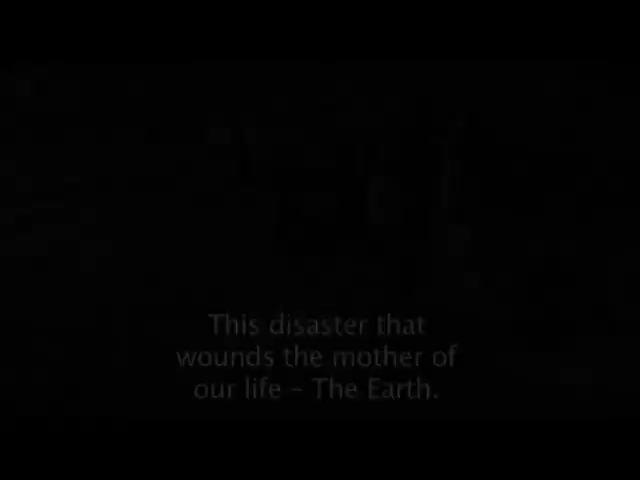 This disaster that
wounds the mother of
our life – The Earth.